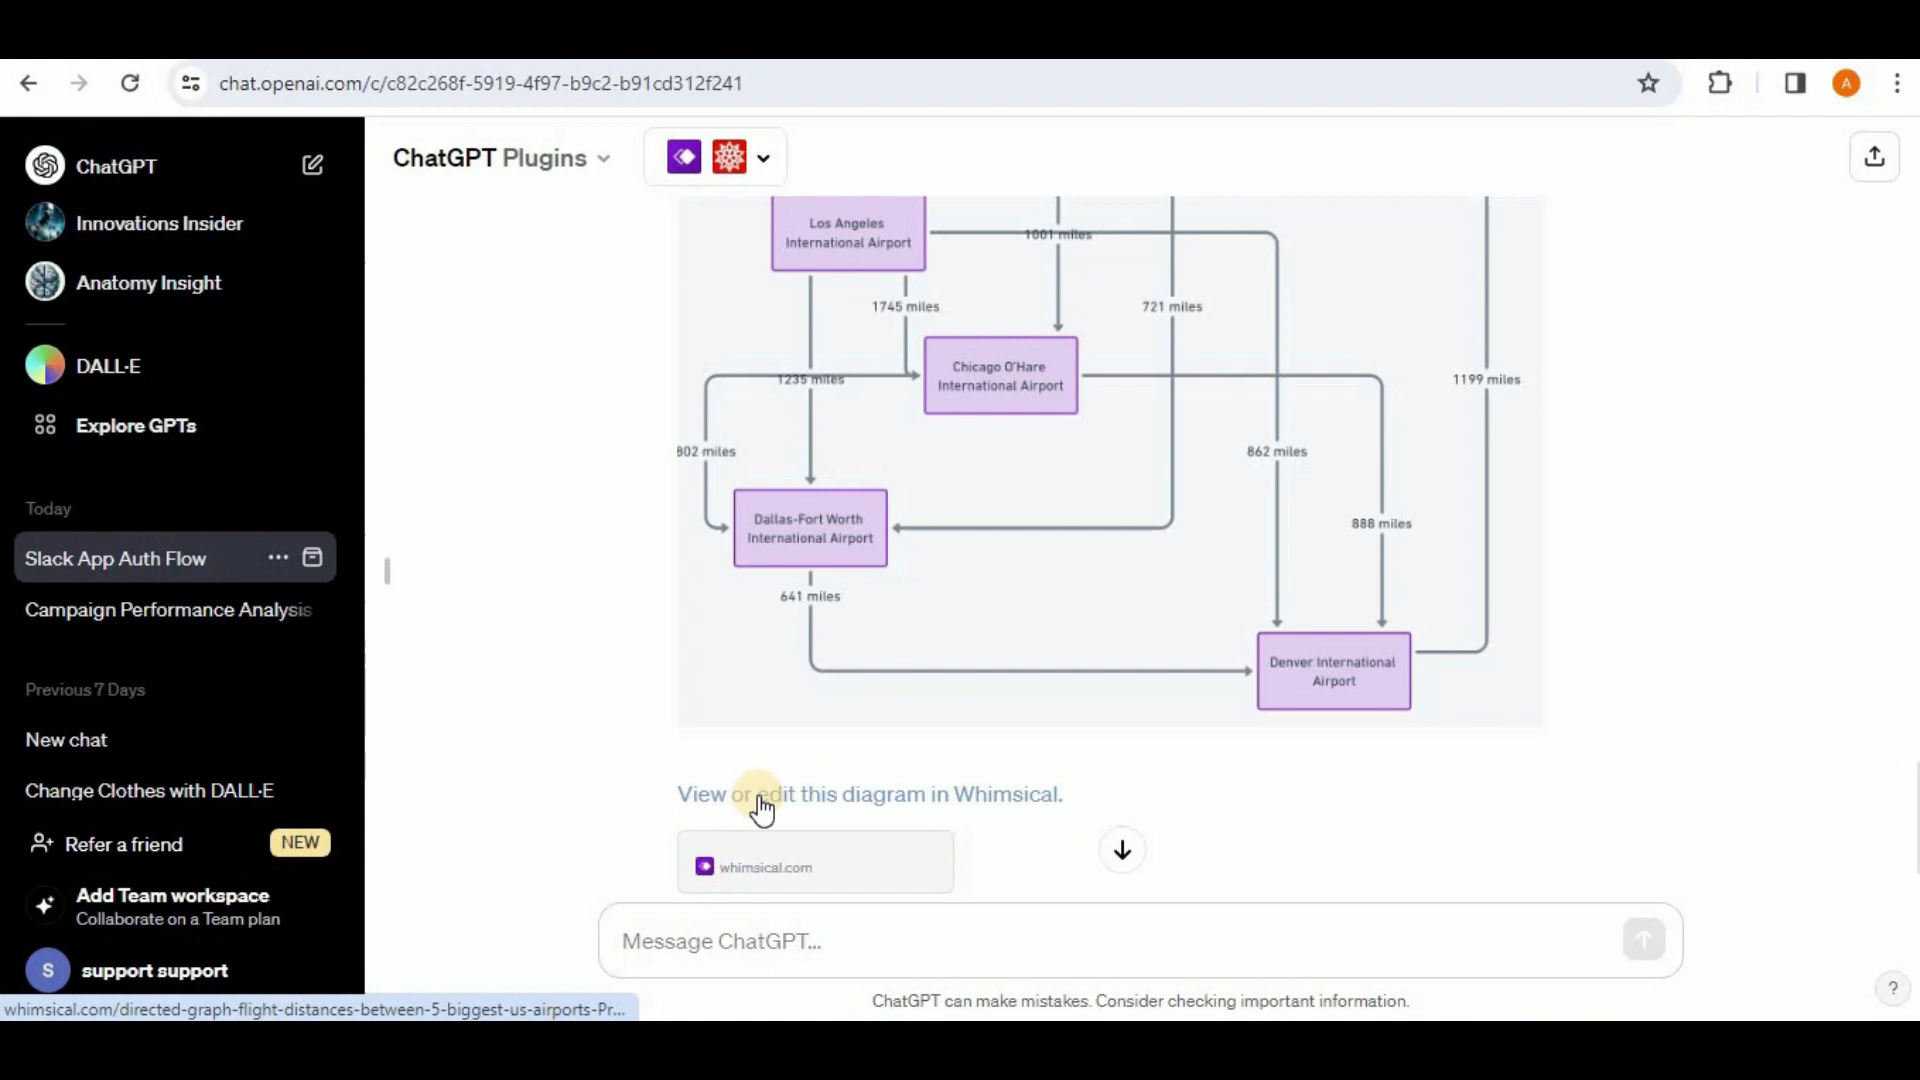 chat.openai.com/c/c82c268f-5919-4f97-b9c2-b91cd312f241
A
ChatGPT
Innovations Insider
Anatomy Insight
DALL·E
Explore GPTs
Today
Slack App Auth Flow
Campaign Performance Analysis
Previous 7 Days
New chat
Change Clothes with DALL·E
Refer a friend
NEW
Add Team workspace
Collaborate on a Team plan
S
support support
whimsical.com/directed-graph-flight-distances-between-5-biggest-us-airports-Pr...
ChatGPT Plugins
Los Angeles
International Airport
1001 miles
1745 miles
721 miles
Chicago O'Hare
International Airport
1235 miles
1199 miles
802 miles
862 miles
Dallas-Fort Worth
International Airport
888 miles
641 miles
Denver International
Airport
View or edit this diagram in Whimsical.
whimsical.com
Message ChatGPT...
ChatGPT can make mistakes. Consider checking important information.
?